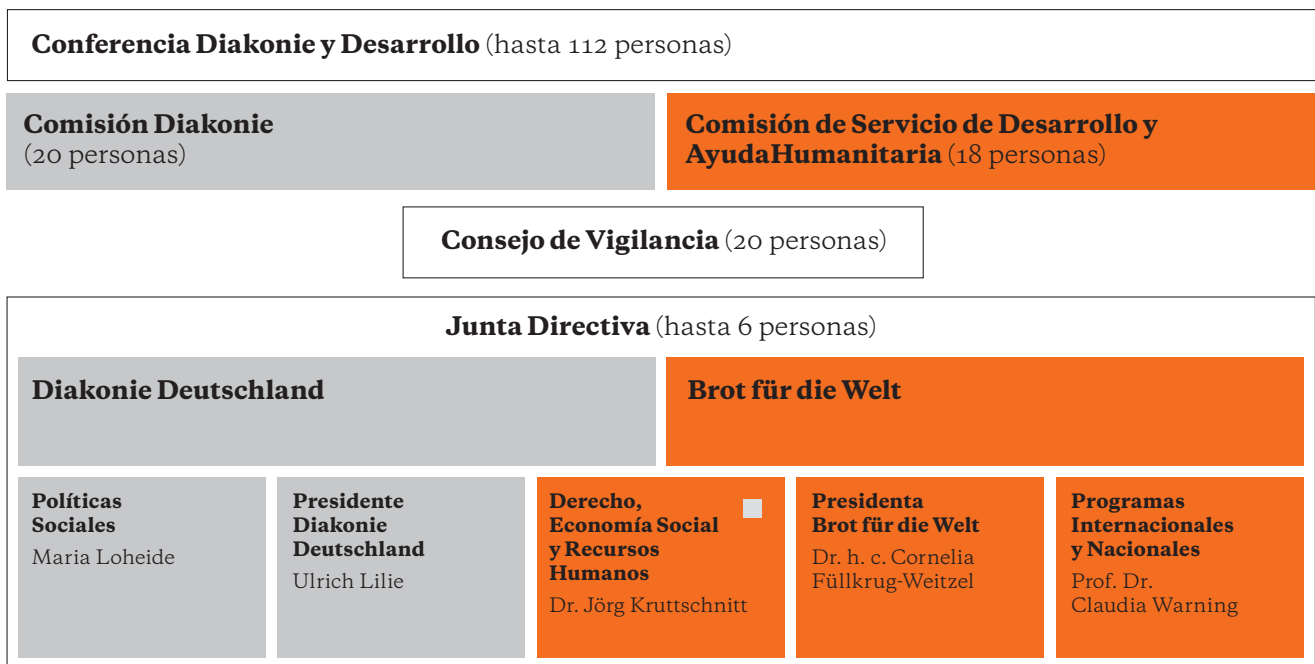 Conferencia Diakonie y Desarrollo (hasta 112 personas)
Comisión Diakonie
(20 personas)
Comisión de Servicio de Desarrollo y
AyudaHumanitaria (18 personas)
Consejo de Vigilancia (20 personas)
Junta Directiva (hasta 6 personas)
Diakonie Deutschland
Brot für die Welt
Políticas
Sociales
Maria Loheide
Presidente
Diakonie
Deutschland
Ulrich Lilie
Derecho,
Economía Social
y Recursos
Humanos
Dr. Jörg Kruttschnitt
Presidenta
Brot für die Welt
Dr. h. c. Cornelia
Füllkrug-Weitzel
Programas
Internacionales
y Nacionales
Prof. Dr.
Claudia Warning